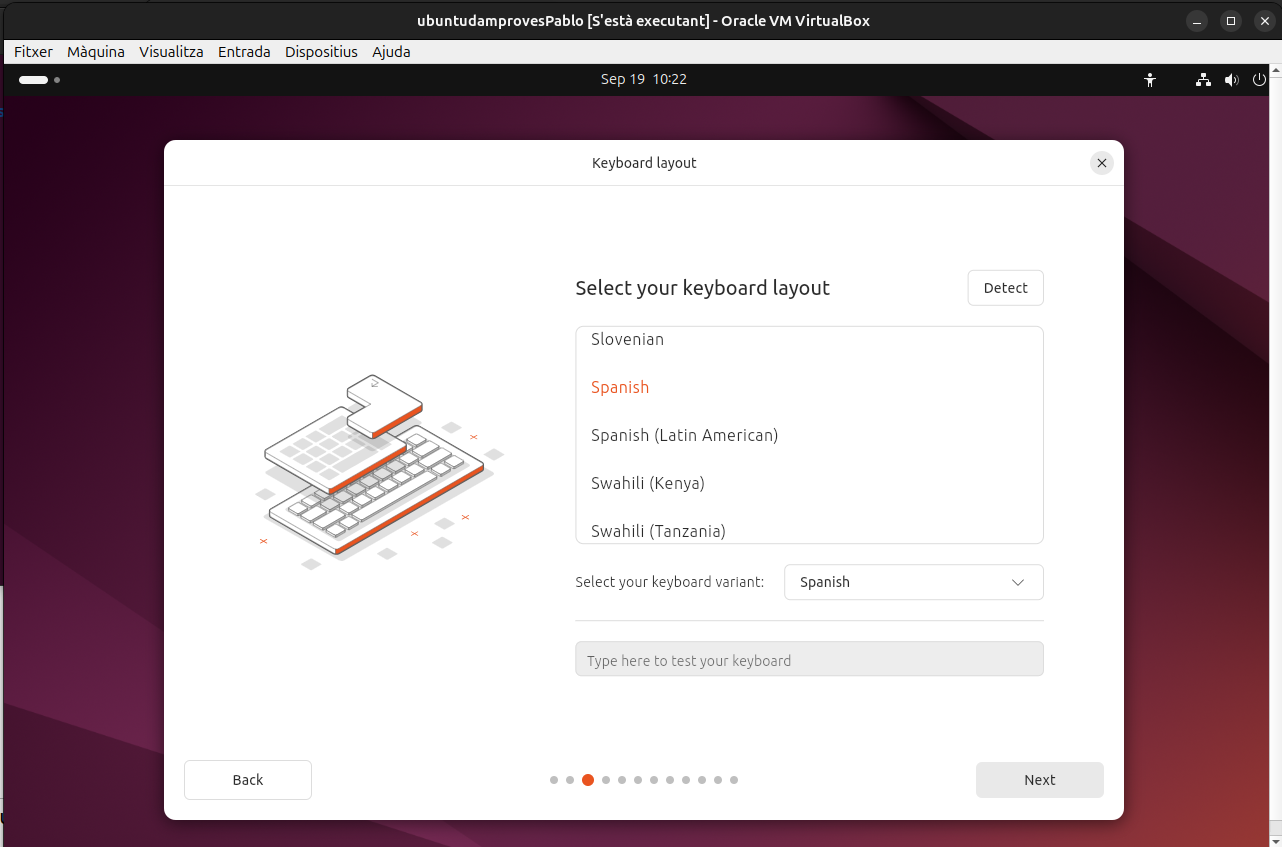 ubuntudamprovesPablo [S'està executant] - Oracle VM VirtualBox
Fitxer Màquina Visualitza Entrada Dispositius Ajuda
Sep 19 10:22
Keyboard layout
Select your keyboard layout
Detect
Slovenian
Spanish
Spanish (Latin American)
Swahili (Kenya)
Swahili (Tanzania)
Select your keyboard variant: Spanish
Type here to test your keyboard
Back
Next